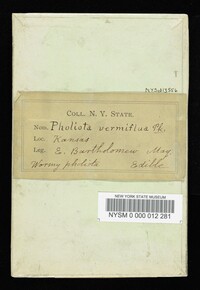 COLL. N. Y. STATE.
Nom. Pholiota vermiflua Pk.
Loc. Kansas
Leg. E. Bartholomew May
Wormy pholiota Edible
NEW YORK STATE MUSEUM
NYSM 0 000 012 281